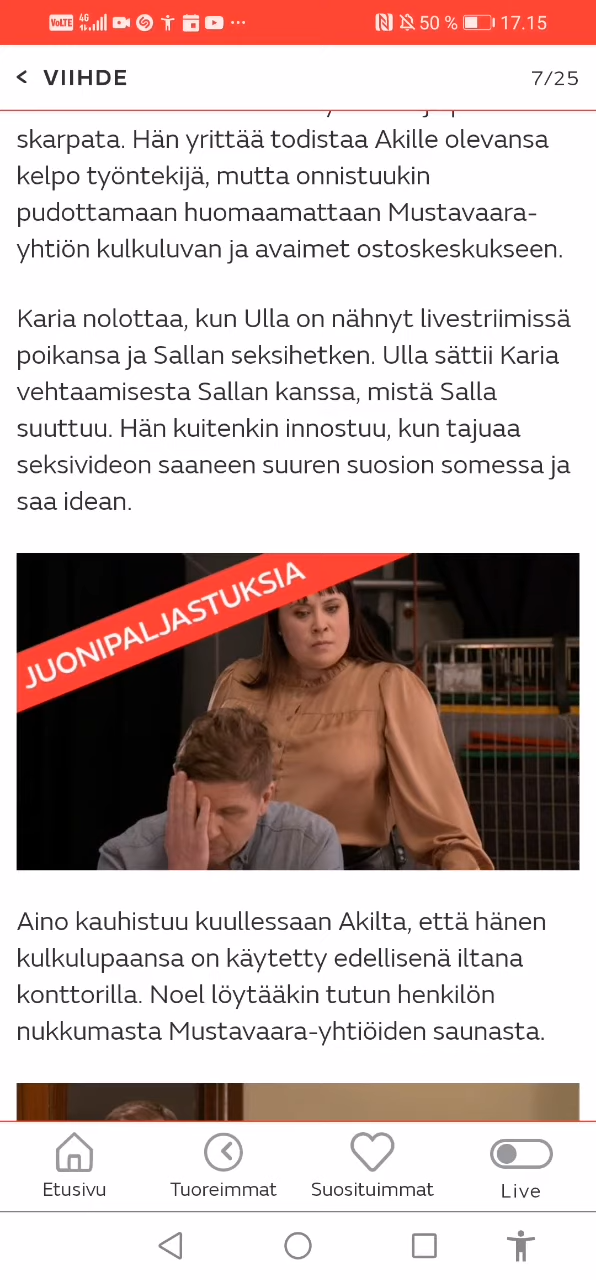 VoLTE 4G 50 % 17.15
VIIHDE 7/25
skarpata. Hän yrittää todistaa Akille olevansa
kelpo työntekijä, mutta onnistuukin
pudottamaan huomaamattaan Mustavaara-
yhtiön kulkuluvan ja avaimet ostoskeskukseen.
Karia nolottaa, kun Ulla on nähnyt livestriimissä
poikansa ja Sallan seksihetken. Ulla sättii Karia
vehtaamisesta Sallan kanssa, mistä Salla
suuttuu. Hän kuitenkin innostuu, kun tajuaa
seksivideon saaneen suuren suosion somessa ja
saa idean.
JUONIPALJASTUKSIA
Aino kauhistuu kuullessaan Akilta, että hänen
kulkulupaansa on käytetty edellisenä iltana
konttorilla. Noel löytääkin tutun henkilön
nukkumasta Mustavaara-yhtiöiden saunasta.
Etusivu Tuoreimmat Suosituimmat Live